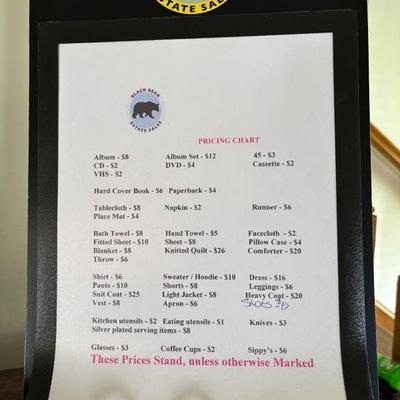 ESTATE SALES
BLACK BEAR
ESTATE SALES
PRICING CHART
Album - $8 Album Set - $12 45 - $3
CD - $2 DVD - $4 Cassette - $2
VHS - $2
Hard Cover Book - $6 Paperback - $4
Tablecloth - $8 Napkin - $2 Runner - $6
Place Mat - $4
Bath Towel - $8 Hand Towel - $5 Facecloth - $2
Fitted Sheet - $10 Sheet - $8 Pillow Case - $4
Blanket - $8 Knitted Quilt - $26 Comforter - $20
Throw - $6
Shirt - $6 Sweater / Hoodie - $10 Dress - $16
Pants - $10 Shorts - $8 Leggings - $6
Suit Coat - $25 Light Jacket - $8 Heavy Coat - $20
Vest - $8 Apron - $6 Shoes
Kitchen utensils - $2 Eating utensils - $1 Knives - $3
Silver plated serving items - $8
Glasses - $3 Coffee Cups - $2 Sippy's - $6
These Prices Stand, unless otherwise Marked